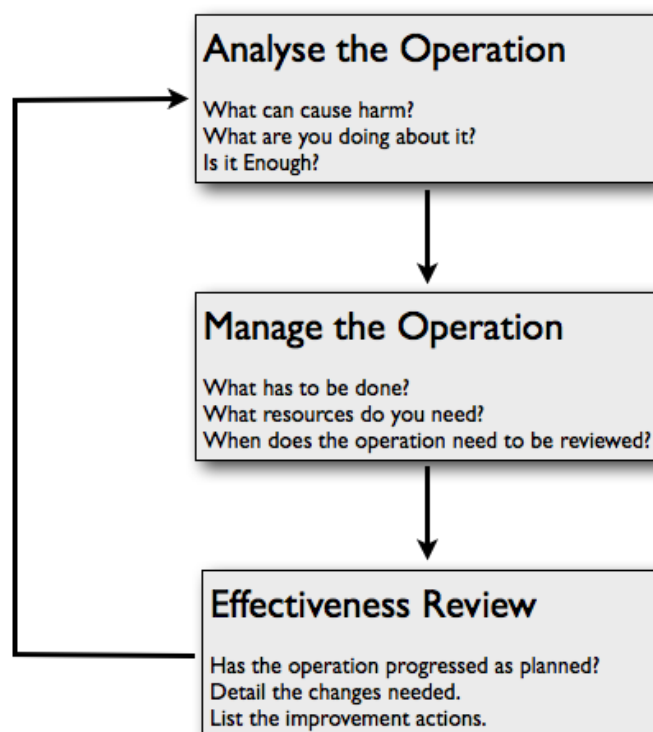 Analyse the Operation
What can cause harm?
What are you doing about it?
Is it Enough?
Manage the Operation
What has to be done?
What resources do you need?
When does the operation need to be reviewed?
Effectiveness Review
Has the operation progressed as planned?
Detail the changes needed.
List the improvement actions.